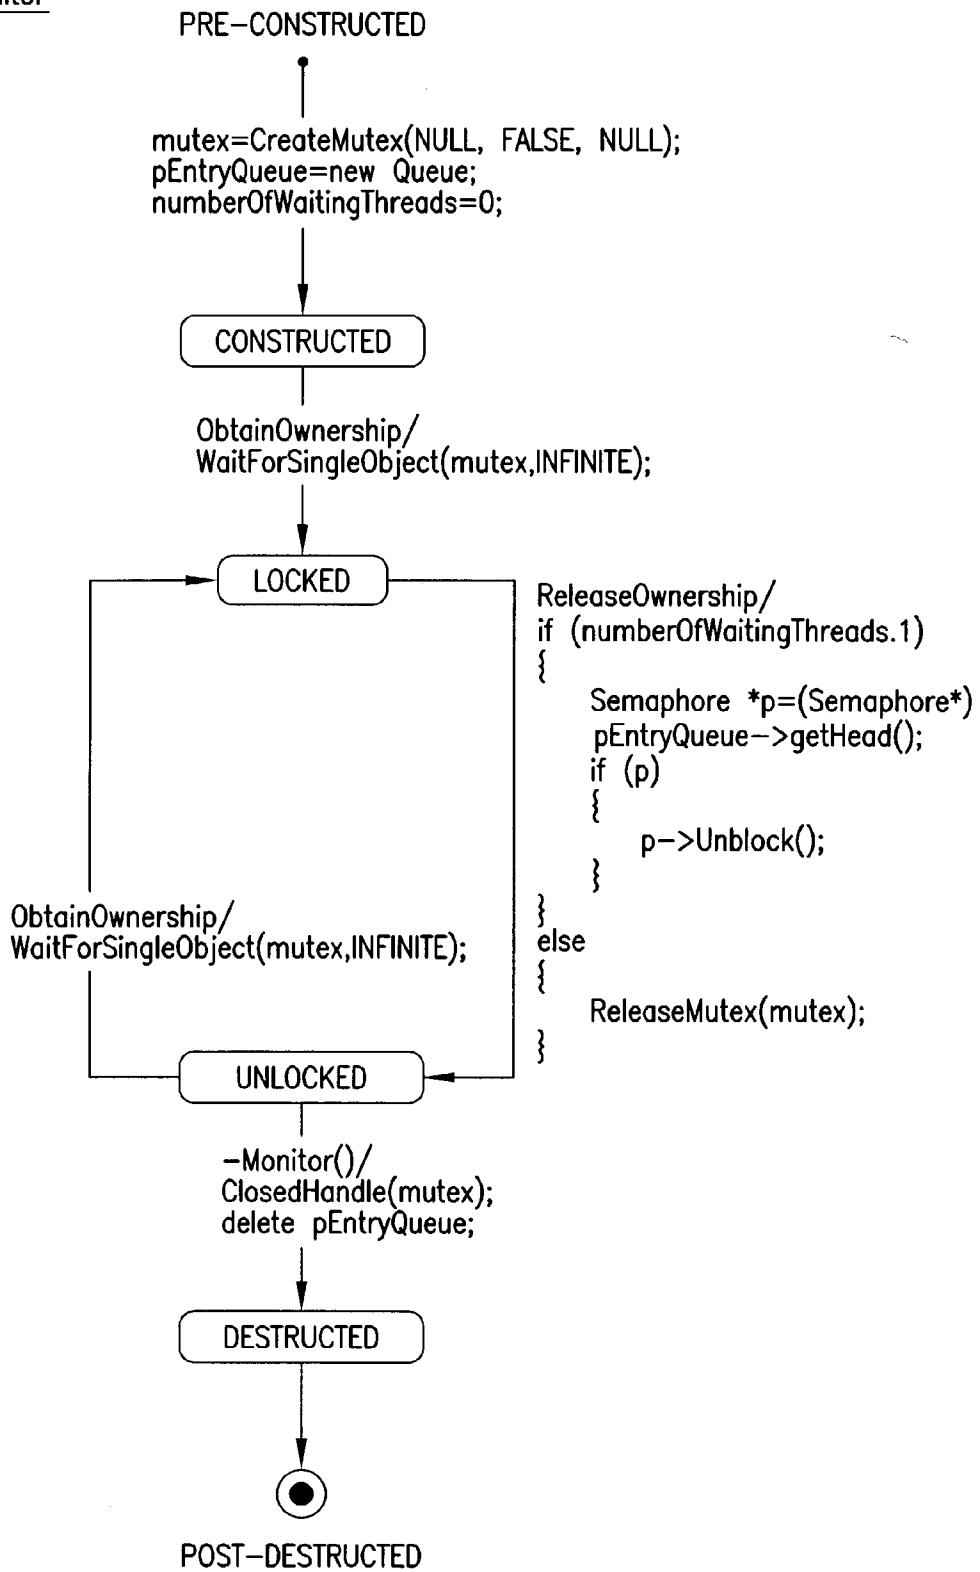 PRE-CONSTRUCTED
mutex=CreateMutex(NULL, FALSE, NULL);
pEntryQueue=new Queue;
numberOfWaitingThreads=0;
CONSTRUCTED
ObtainOwnership/
WaitForSingleObject(mutex,INFINITE);
LOCKED
ReleaseOwnership/
if (numberOfWaitingThreads.1)
{
Semaphore *p=(Semaphore*)
pEntryQueue->getHead();
if (p)
{
p->Unblock();
}
}
else
{
ReleaseMutex(mutex);
}
ObtainOwnership/
WaitForSingleObject(mutex,INFINITE);
UNLOCKED
-Monitor()/
ClosedHandle(mutex);
delete pEntryQueue;
DESTRUCTED
POST-DESTRUCTED